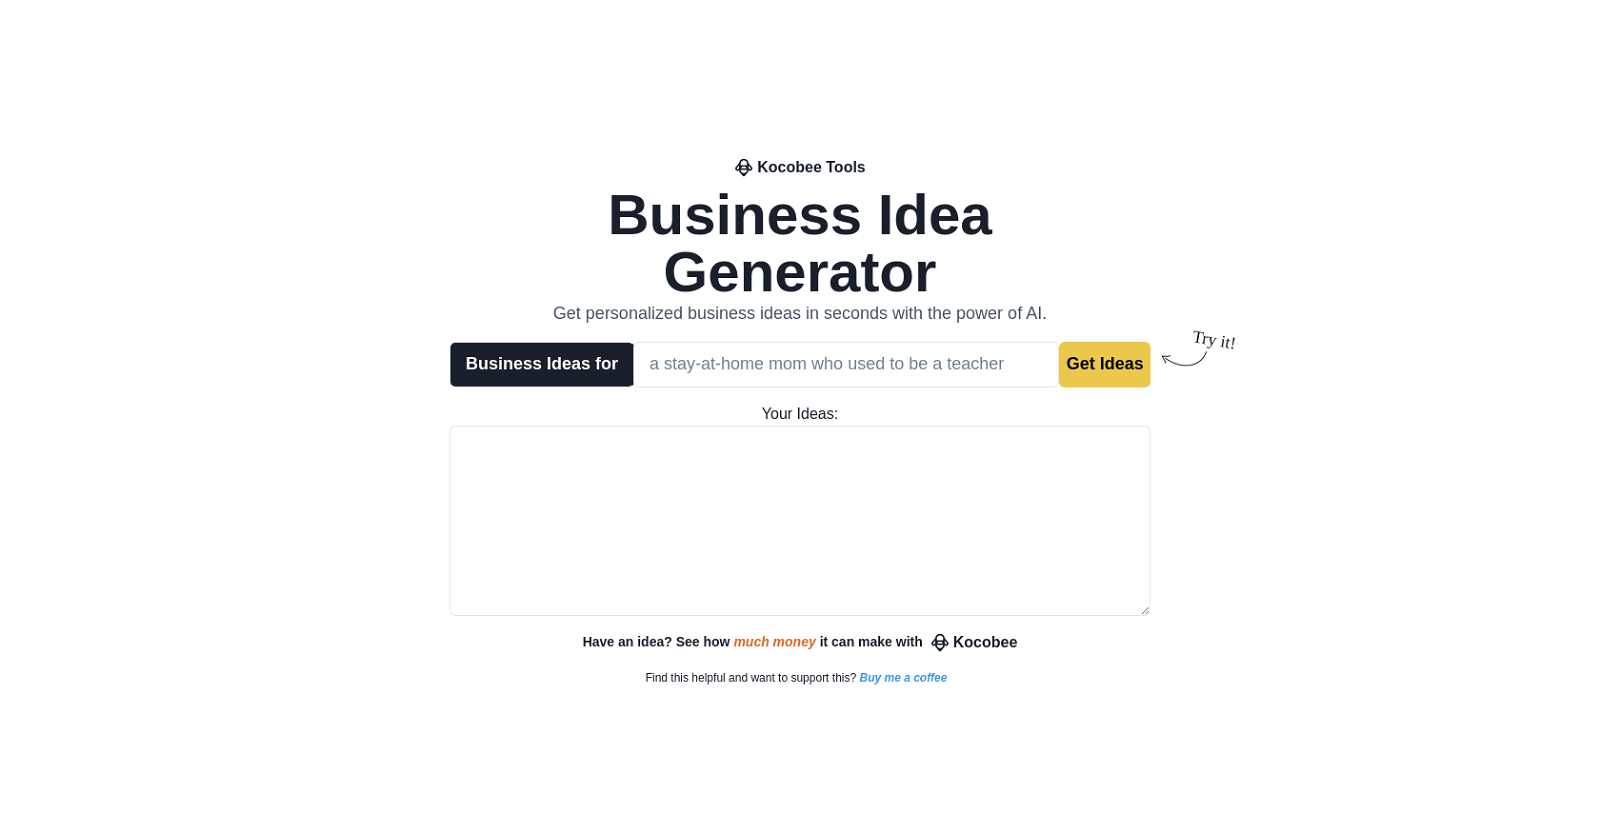 Kocobee Tools
Business Idea
Generator
Get personalized business ideas in seconds with the power of AI.
Try it!
Business Ideas for a stay-at-home mom who used to be a teacher Get Ideas
Your Ideas:
Have an idea? See how much money it can make with Kocobee
Find this helpful and want to support this? Buy me a coffee